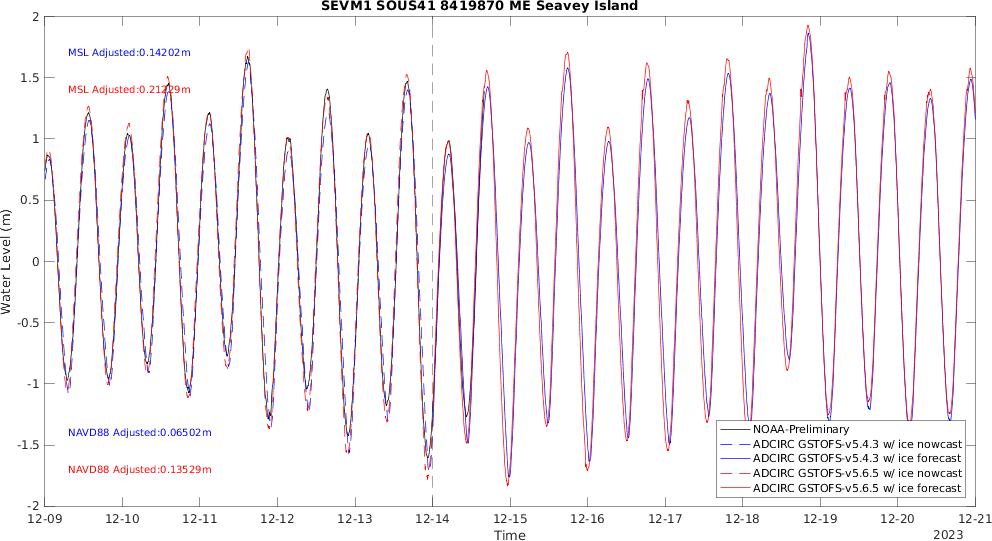 SEVM1 SOUS41 8419870 ME Seavey Island
Water Level (m)
2
1.5
1
0.5
0
-0.5
-1
-1.5
-2
MSL Adjusted:0.14202m
MSL Adjusted:0.21229m
NAVD88 Adjusted:0.06502m
NAVD88 Adjusted:0.13529m
NOAA-Preliminary
ADCIRC GSTOFS-v5.4.3 w/ ice nowcast
ADCIRC GSTOFS-v5.4.3 w/ ice forecast
ADCIRC GSTOFS-v5.6.5 w/ ice nowcast
ADCIRC GSTOFS-v5.6.5 w/ ice forecast
12-09 12-10 12-11 12-12 12-13 12-14 12-15 12-16 12-17 12-18 12-19 12-20 12-21
Time
2023